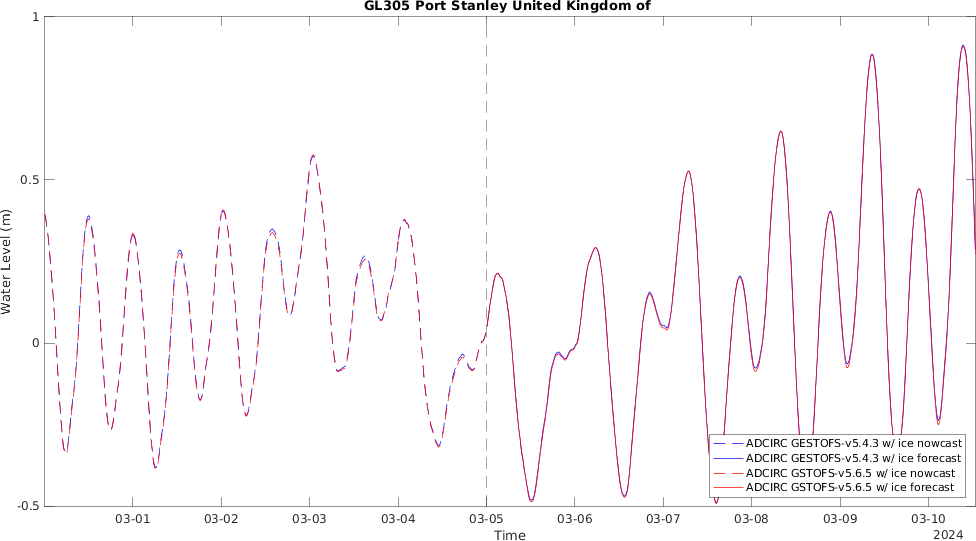 GL305 Port Stanley United Kingdom of
1
0.5
0
-0.5
Water Level (m)
ADCIRC GESTOFS-v5.4.3 w/ ice nowcast
ADCIRC GESTOFS-v5.4.3 w/ ice forecast
ADCIRC GSTOFS-v5.6.5 w/ ice nowcast
ADCIRC GSTOFS-v5.6.5 w/ ice forecast
03-01 03-02 03-03 03-04 03-05 03-06 03-07 03-08 03-09 03-10
Time
2024